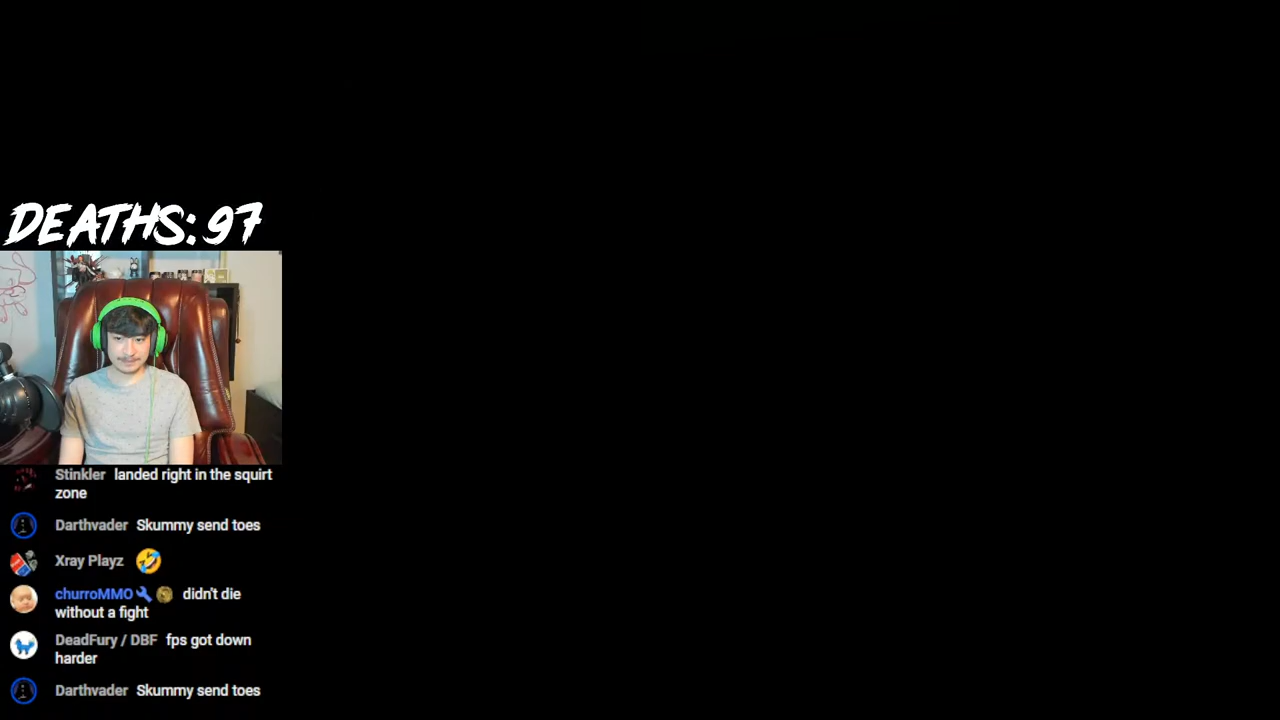 DEATHS: 97
Stinkler landed right in the squirt
zone
Darthvader Skummy send toes
Xray Playz 🤣
churroMMO didn't die
without a fight
DeadFury / DBF fps got down
harder
Darthvader Skummy send toes